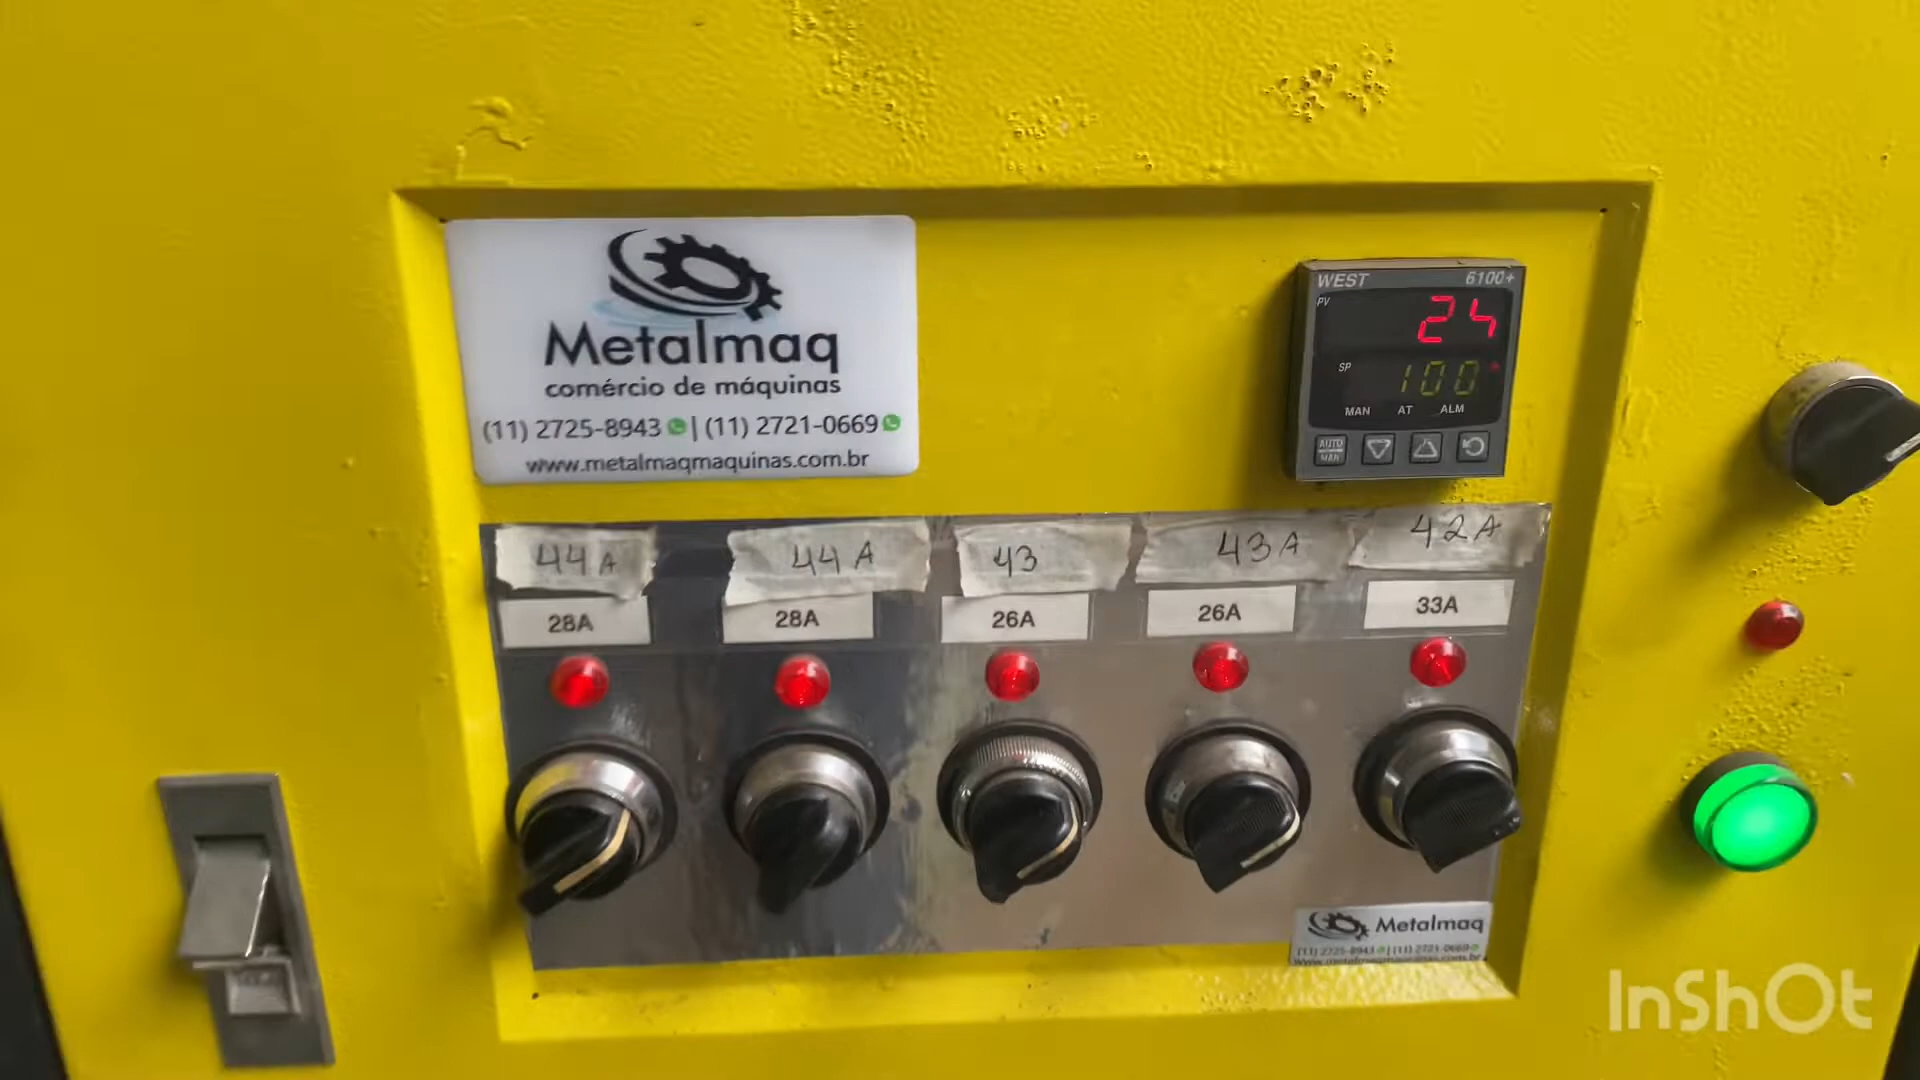 Metalmaq
comércio de máquinas
(11) 2725-8943 | (11) 2721-0669
www.metalmaqmaquinas.com.br
WEST 6100+
PV 24
SP 100
MAN AT ALM
AUTO
MAN
44A 44A 43 43A 42A
28A 28A 26A 26A 33A
Metalmaq
(11) 2725-8943 | (11) 2721-0669
www.metalmaqmaquinas.com.br
InShOt